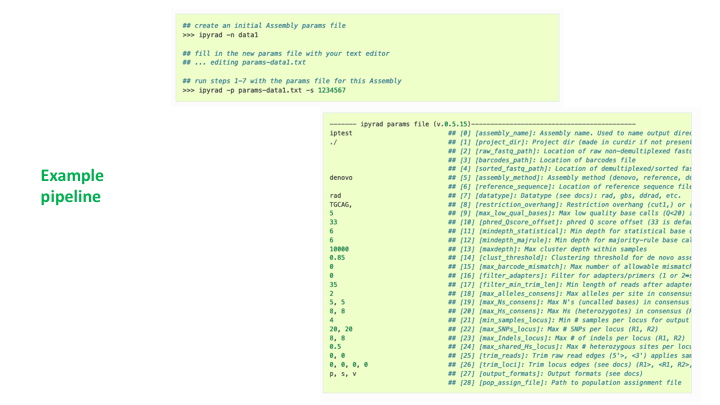 ## create an initial Assembly params file
>>> ipyrad -n data1
## fill in the new params file with your text editor
## ... editing params-data1.txt
## run steps 1-7 with the params file for this Assembly
>>> ipyrad -p params-data1.txt -s 1234567
Example
pipeline
------- ipyrad params file (v.0.5.15)-------------------------------------------
iptest ## [0] [assembly_name]: Assembly name. Used to name output direc
./ ## [1] [project_dir]: Project dir (made in curdir if not present
## [2] [raw_fastq_path]: Location of raw non-demultiplexed fastq
## [3] [barcodes_path]: Location of barcodes file
## [4] [sorted_fastq_path]: Location of demultiplexed/sorted fas
denovo ## [5] [assembly_method]: Assembly method (denovo, reference, de
## [6] [reference_sequence]: Location of reference sequence file
rad ## [7] [datatype]: Datatype (see docs): rad, gbs, ddrad, etc.
TGCAG, ## [8] [restriction_overhang]: Restriction overhang (cut1,) or (
5 ## [9] [max_low_qual_bases]: Max low quality base calls (Q<20) i
33 ## [10] [phred_Qscore_offset]: phred Q score offset (33 is defau
6 ## [11] [mindepth_statistical]: Min depth for statistical base c
6 ## [12] [mindepth_majrule]: Min depth for majority-rule base cal
10000 ## [13] [maxdepth]: Max cluster depth within samples
0.85 ## [14] [clust_threshold]: Clustering threshold for de novo asse
0 ## [15] [max_barcode_mismatch]: Max number of allowable mismatch
0 ## [16] [filter_adapters]: Filter for adapters/primers (1 or 2=s
35 ## [17] [filter_min_trim_len]: Min length of reads after adapter
2 ## [18] [max_alleles_consens]: Max alleles per site in consensus
5, 5 ## [19] [max_Ns_consens]: Max N's (uncalled bases) in consensus
8, 8 ## [20] [max_Hs_consens]: Max Hs (heterozygotes) in consensus (R
4 ## [21] [min_samples_locus]: Min # samples per locus for output
20, 20 ## [22] [max_SNPs_locus]: Max # SNPs per locus (R1, R2)
8, 8 ## [23] [max_Indels_locus]: Max # of indels per locus (R1, R2)
0.5 ## [24] [max_shared_Hs_locus]: Max # heterozygous sites per locu
0, 0 ## [25] [trim_reads]: Trim raw read edges (5'>, <3') applies sam
0, 0, 0, 0 ## [26] [trim_loci]: Trim locus edges (see docs) (R1>, <R1, R2>,
p, s, v ## [27] [output_formats]: Output formats (see docs)
## [28] [pop_assign_file]: Path to population assignment file